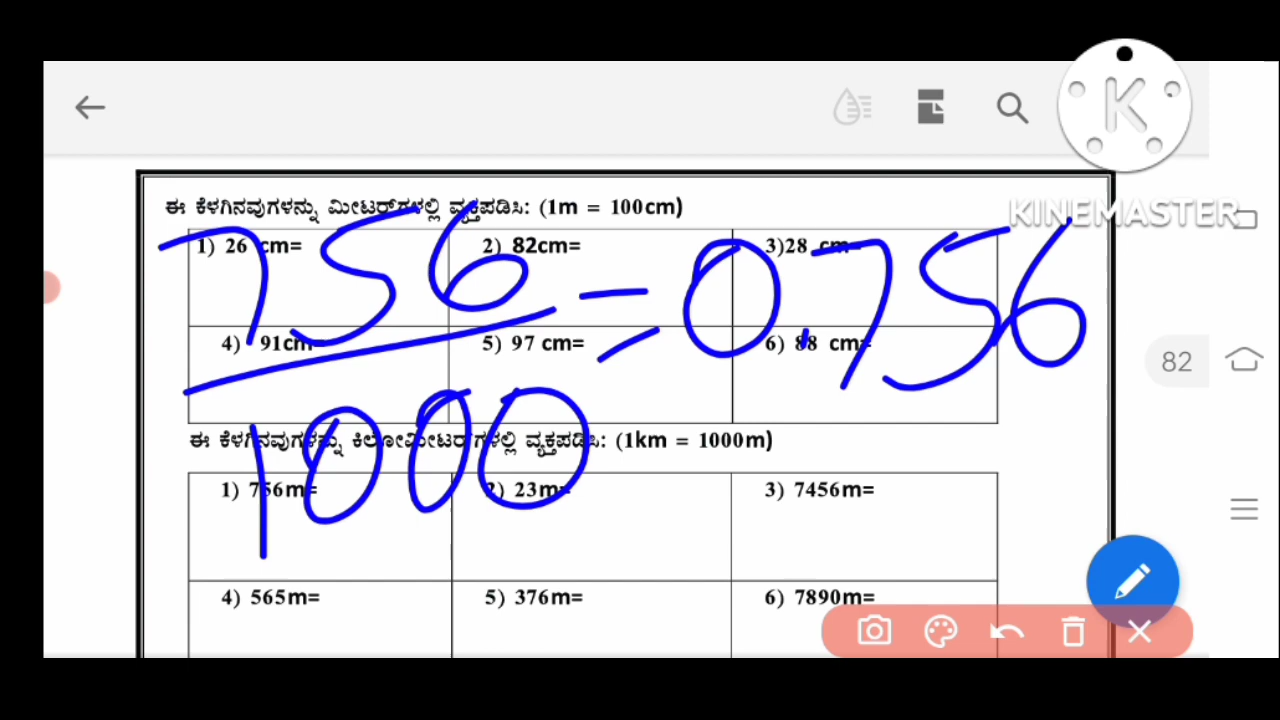 KINEMASTER
ಈ ಕೆಳಗಿನವುಗಳನ್ನು ಮೀಟರ್‌ಗಳಲ್ಲಿ ವ್ಯಕ್ತಪಡಿಸಿ: (1m = 100cm)
1) 26 cm= 2) 82cm= 3)28 cm=
756 = 0.756
4) 91cm= 5) 97 cm= 6) 88 cm=
82
1000
ಈ ಕೆಳಗಿನವುಗಳನ್ನು ಕಿಲೋಮೀಟರ್‌ಗಳಲ್ಲಿ ವ್ಯಕ್ತಪಡಿಸಿ: (1km = 1000m)
1) 756m= 2) 23m= 3) 7456m=
4) 565m= 5) 376m= 6) 7890m=